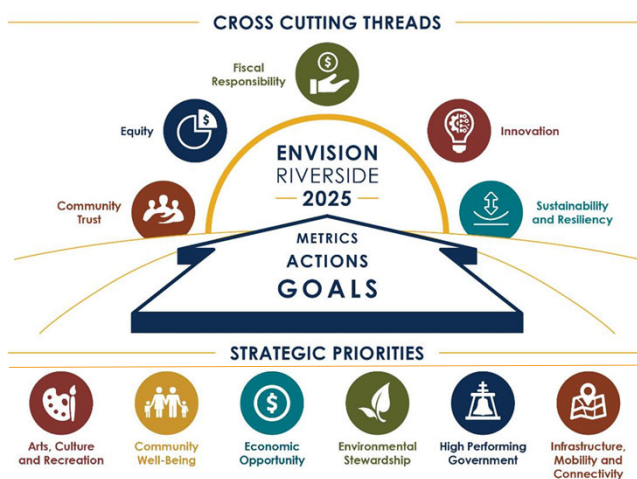 CROSS CUTTING THREADS
$
Fiscal
Responsibility
$
Equity
Innovation
ENVISION
RIVERSIDE
2025
Community
Trust
Sustainability
and Resiliency
METRICS
ACTIONS
GOALS
STRATEGIC PRIORITIES
$
Arts, Culture
and Recreation
Community
Well-Being
Economic
Opportunity
Environmental
Stewardship
High Performing
Government
Infrastructure,
Mobility and
Connectivity